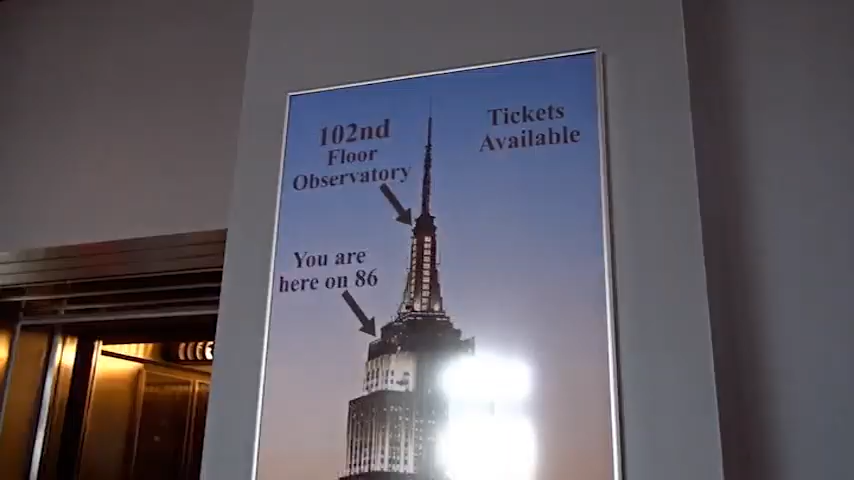 102nd
Floor
Observatory
Tickets
Available
You are
here on 86